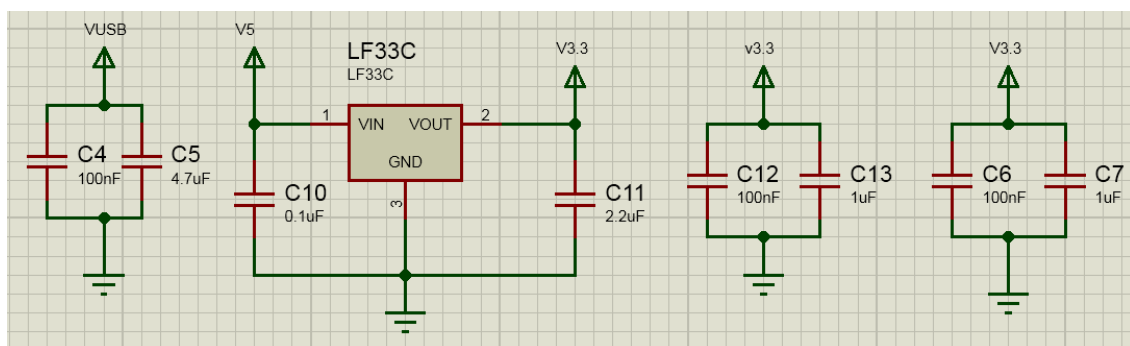 VUSB
C4
100nF
C5
4.7uF
V5
LF33C
LF33C
1
VIN
VOUT
2
GND
3
C10
0.1uF
V3.3
C11
2.2uF
v3.3
C12
100nF
C13
1uF
V3.3
C6
100nF
C7
1uF